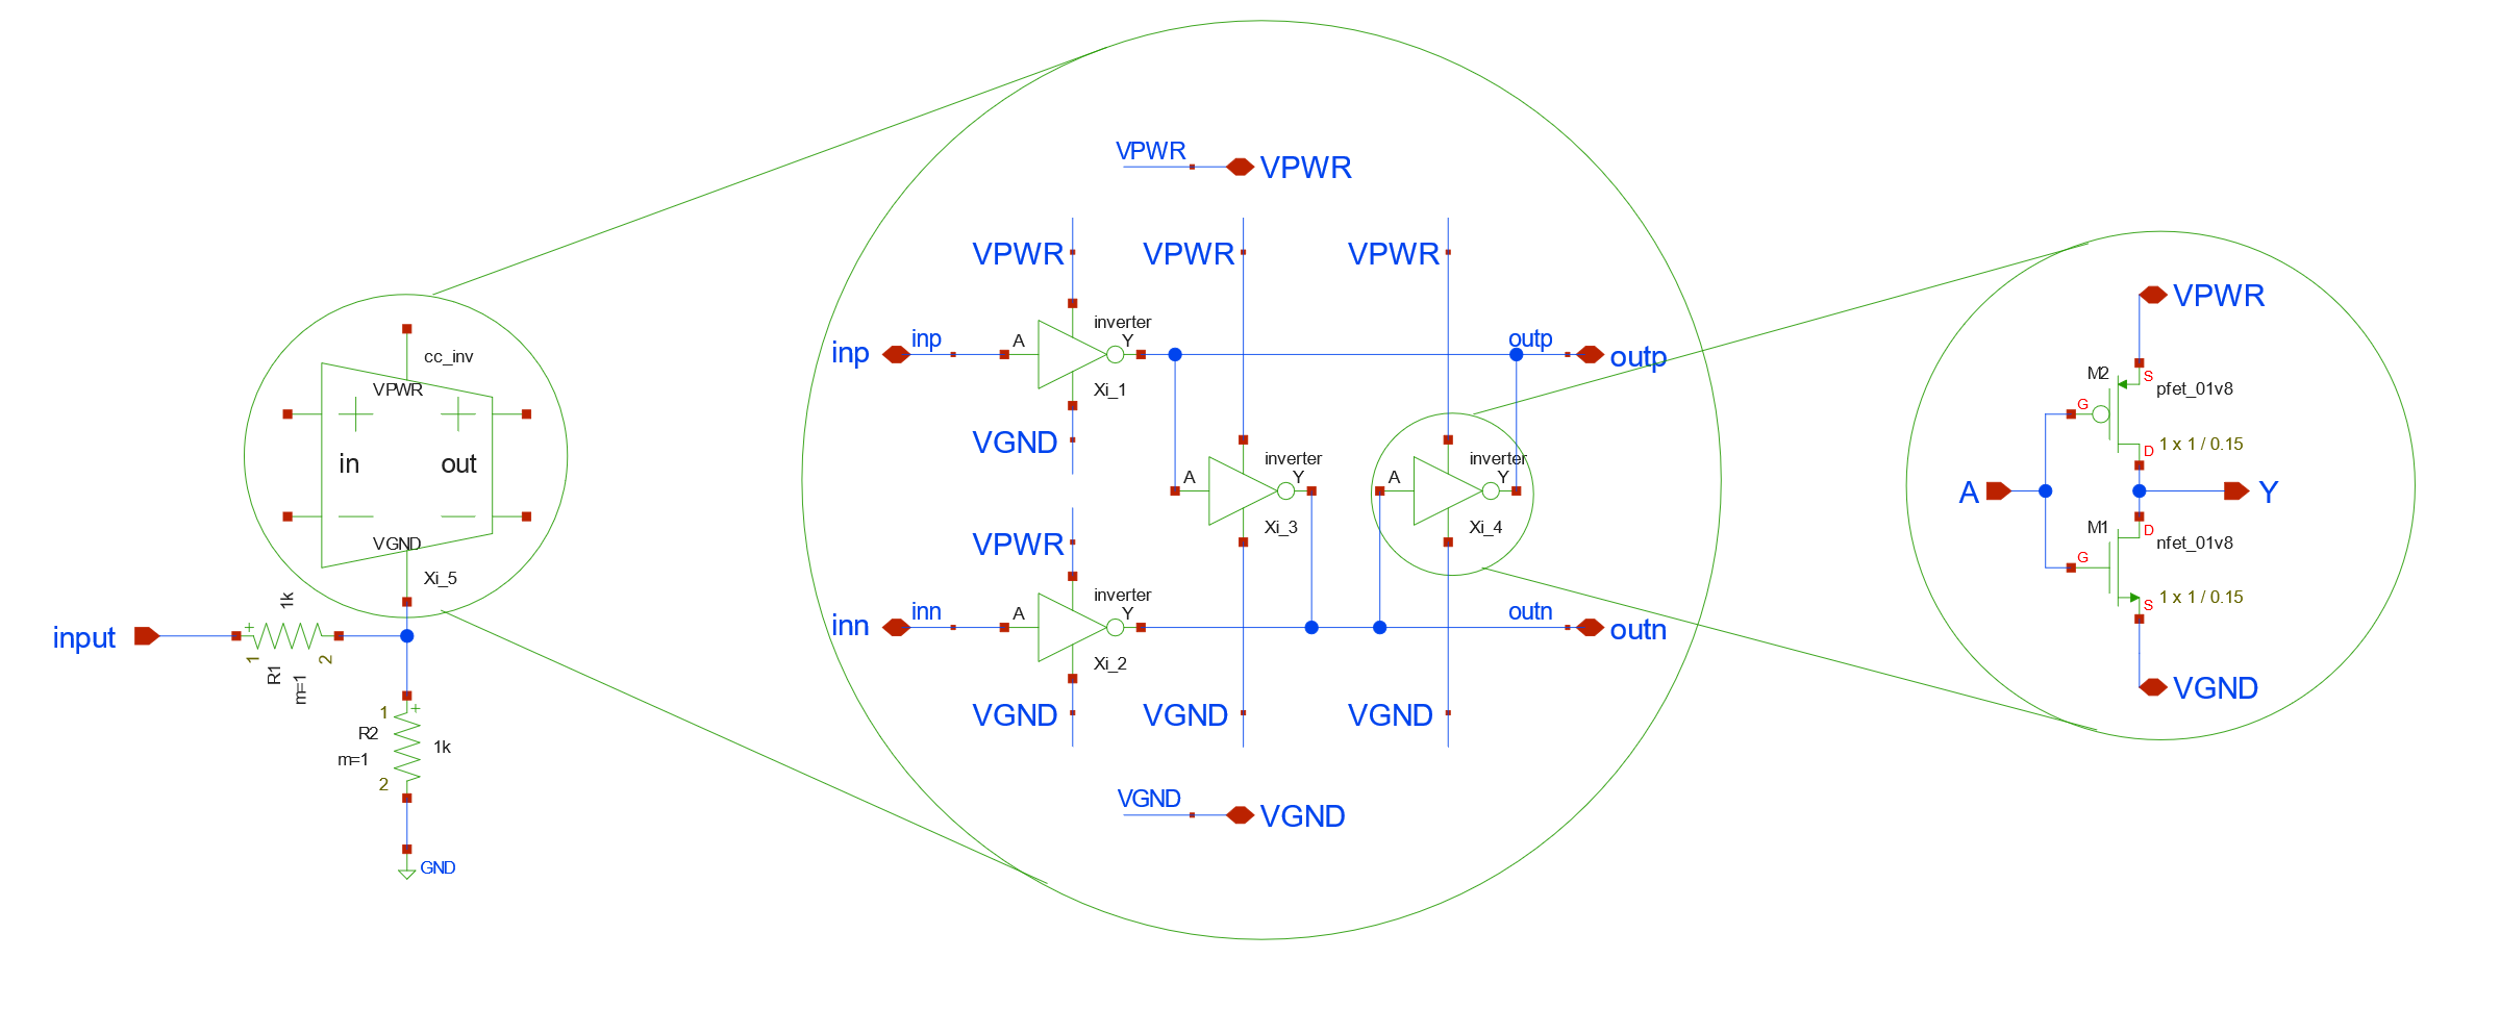 cc_inv
VPWR
in
out
VGND
Xi_5
input
1k
1
R1
2
m=1
1
R2
1k
m=1
2
GND
VPWR
VPWR
VPWR
VPWR
VPWR
inp
inp
A
inverter
Y
Xi_1
outp
outp
VGND
A
inverter
Y
Xi_3
A
inverter
Y
Xi_4
VPWR
inn
inn
A
inverter
Y
Xi_2
outn
outn
VGND
VGND
VGND
VGND
VGND
VPWR
M2
S
pfet_01v8
G
D
1 x 1 / 0.15
A
Y
M1
D
nfet_01v8
G
S
1 x 1 / 0.15
VGND